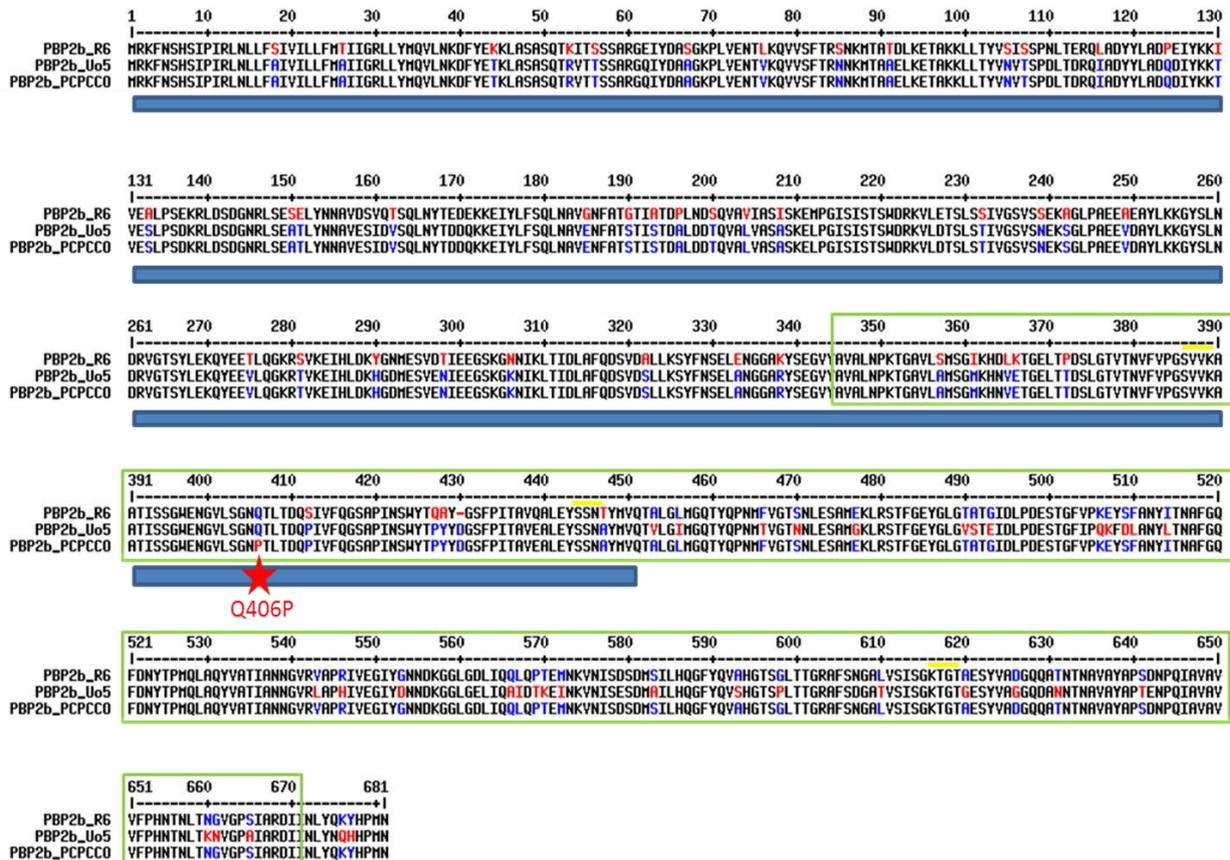 1 10 20 30 40 50 60 70 80 90 100 110 120 130
PBP2b_R6 MRKFNSHSIPIRLNLLFSIVILLFMTIIGRLLYMQVLNKDFYEKKLASASQTKITSSSARGEIYDASGKPLVENTLKQVVSFTRSNKMTATDLKETAKKLLTYVSISSPNLTERQLADYYLADPEIYKKI
PBP2b_Uo5 MRKFNSHSIPIRLNLLFAIVILLFMAIIGRLLYMQVLNKDFYETKLASASQTRVTTSSARGQIYDAAGKPLVENTVKQVVSFTRNNKMTAAELKETAKKLLTYVNVTSPDLTDRQIADYYLADQDIYKKT
PBP2b_PCPCCO MRKFNSHSIPIRLNLLFAIVILLFMAIIGRLLYMQVLNKDFYETKLASASQTRVTTSSARGQIYDAAGKPLVENTVKQVVSFTRNNKMTAAELKETAKKLLTYVNVTSPDLTDRQIADYYLADQDIYKKT
131 140 150 160 170 180 190 200 210 220 230 240 250 260
PBP2b_R6 VEALPSEKRLDSDGNRLSESELYNNAVDSVQTSQLNYTEDEKKEIYLFSQLNAVGNFATGTIATDPLNDSQVAVIASISKEMPGISISTSWDRKVLETSLSSIVGSVSSEKAGLPAEEAEAYLKKGYSLN
PBP2b_Uo5 VESLPSDKRLDSDGNRLSEATLYNNAVESIDVSQLNYTDDQKKEIYLFSQLNAVENFATSTISTDALDDTQVALVASASKELPGISISTSWDRKVLDTSLSTIVGSVSNEKSGLPAEEVDAYLKKGYSLN
PBP2b_PCPCCO VESLPSDKRLDSDGNRLSEATLYNNAVESIDVSQLNYTDDQKKEIYLFSQLNAVENFATSTISTDALDDTQVALVASASKELPGISISTSWDRKVLDTSLSTIVGSVSNEKSGLPAEEVDAYLKKGYSLN
261 270 280 290 300 310 320 330 340 350 360 370 380 390
PBP2b_R6 DRVGTSYLEKQYEETLQGKRSVKEIHLDKYGNMESVDTIEEGSKGNNIKLTIDLAFQDSVDALLKSYFNSELENGGAKYSEGVYAVALNPKTGAVLSMSGIKHDLKTGELTPDSLGTVTNVFVPGSVVKA
PBP2b_Uo5 DRVGTSYLEKQYEEVLQGKRTVKEIHLDKHGDMESVENIEEGSKGKNIKLTIDLAFQDSVDSLLKSYFNSELANGGARYSEGVYAVALNPKTGAVLAMSGMKHNVETGELTTDSLGTVTNVFVPGSVVKA
PBP2b_PCPCCO DRVGTSYLEKQYEEVLQGKRTVKEIHLDKHGDMESVENIEEGSKGKNIKLTIDLAFQDSVDSLLKSYFNSELANGGARYSEGVYAVALNPKTGAVLAMSGMKHNVETGELTTDSLGTVTNVFVPGSVVKA
391 400 410 420 430 440 450 460 470 480 490 500 510 520
PBP2b_R6 ATISSGWENGVLSGNQTLTDQSIVFQGSAPINSWYTQAY-GSFPITAVQALEYSSNTYMVQTALGLMGQTYQPNMFVGTSNLESAMEKLRSTFGEYGLGTATGIDLPDESTGFVPKEYSFANYITNAFGQ
PBP2b_Uo5 ATISSGWENGVLSGNQTLTDQPIVFQGSAPINSWYTPYYDGSFPITAVEALEYSSNAYMVQTVLGIMGQTYQPNMTVGTNNLESAMGKLRSTFGEYGLGVSTEIDLPDESTGFIPQKFDLANYLTNAFGQ
PBP2b_PCPCCO ATISSGWENGVLSGNPTLTDQPIVFQGSAPINSWYTPYYDGSFPITAVEALEYSSNAYMVQTALGLMGQTYQPNMFVGTSNLESAMEKLRSTFGEYGLGTATGIDLPDESTGFVPKEYSFANYITNAFGQ
Q406P
521 530 540 550 560 570 580 590 600 610 620 630 640 650
PBP2b_R6 FDNYTPMQLAQYVATIANNGVRVAPRIVEGIYGNNDKGGLGDLIQQLQPTEMNKVNISDSDMSILHQGFYQVAHGTSGLTTGRAFSNGALVSISGKTGTAESYVADGQQATNTNAVAYAPSDNPQIAVAV
PBP2b_Uo5 FDNYTPMQLAQYVATIANNGVRLAPHIVEGIYDNNDKGGLGELIQAIDTKEINKVNISESDMAILHQGFYQVSHGTSPLTTGRAFSDGATVSISGKTGTGESYVAGGQDANNTNAVAYAPTENPQIAVAV
PBP2b_PCPCCO FDNYTPMQLAQYVATIANNGVRVAPRIVEGIYGNNDKGGLGDLIQQLQPTEMNKVNISDSDMSILHQGFYQVAHGTSGLTTGRAFSNGALVSISGKTGTAESYVADGQQATNTNAVAYAPSDNPQIAVAV
651 660 670 681
PBP2b_R6 VFPHNTNLTNGVGPSIARDIINLYQKYHPMN
PBP2b_Uo5 VFPHNTNLTKNVGPAIARDIINLYNQHHPMN
PBP2b_PCPCCO VFPHNTNLTNGVGPSIARDIINLYQKYHPMN